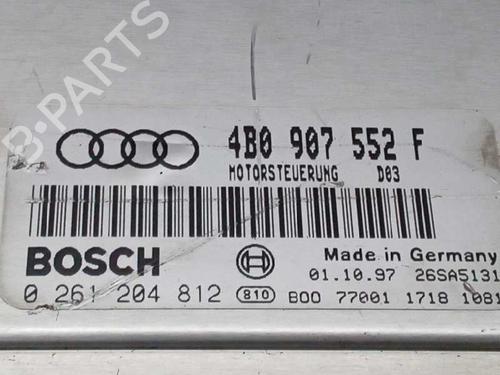 B-PARTS
4B0 907 552 F
MOTORSTEUERUNG D03
BOSCH
Made in Germany
01.10.97 26SA5131
0 261 204 812 810 B00 77001 1718 1081